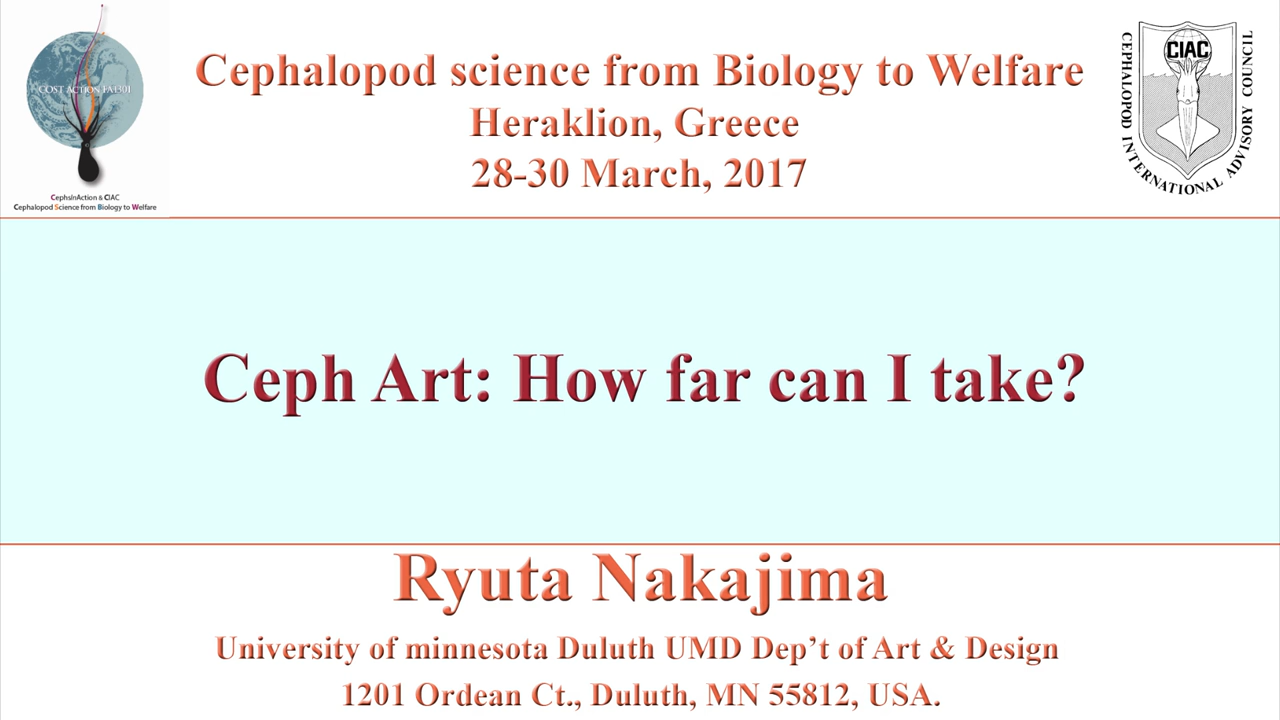 COST ACTION FA1301
CephsInAction & CIAC
Cephalopod Science from Biology to Welfare
Cephalopod science from Biology to Welfare
Heraklion, Greece
28-30 March, 2017
CIAC
CEPHALOPOD INTERNATIONAL ADVISORY COUNCIL
Ceph Art: How far can I take?
Ryuta Nakajima
University of minnesota Duluth UMD Dep’t of Art & Design
1201 Ordean Ct., Duluth, MN 55812, USA.